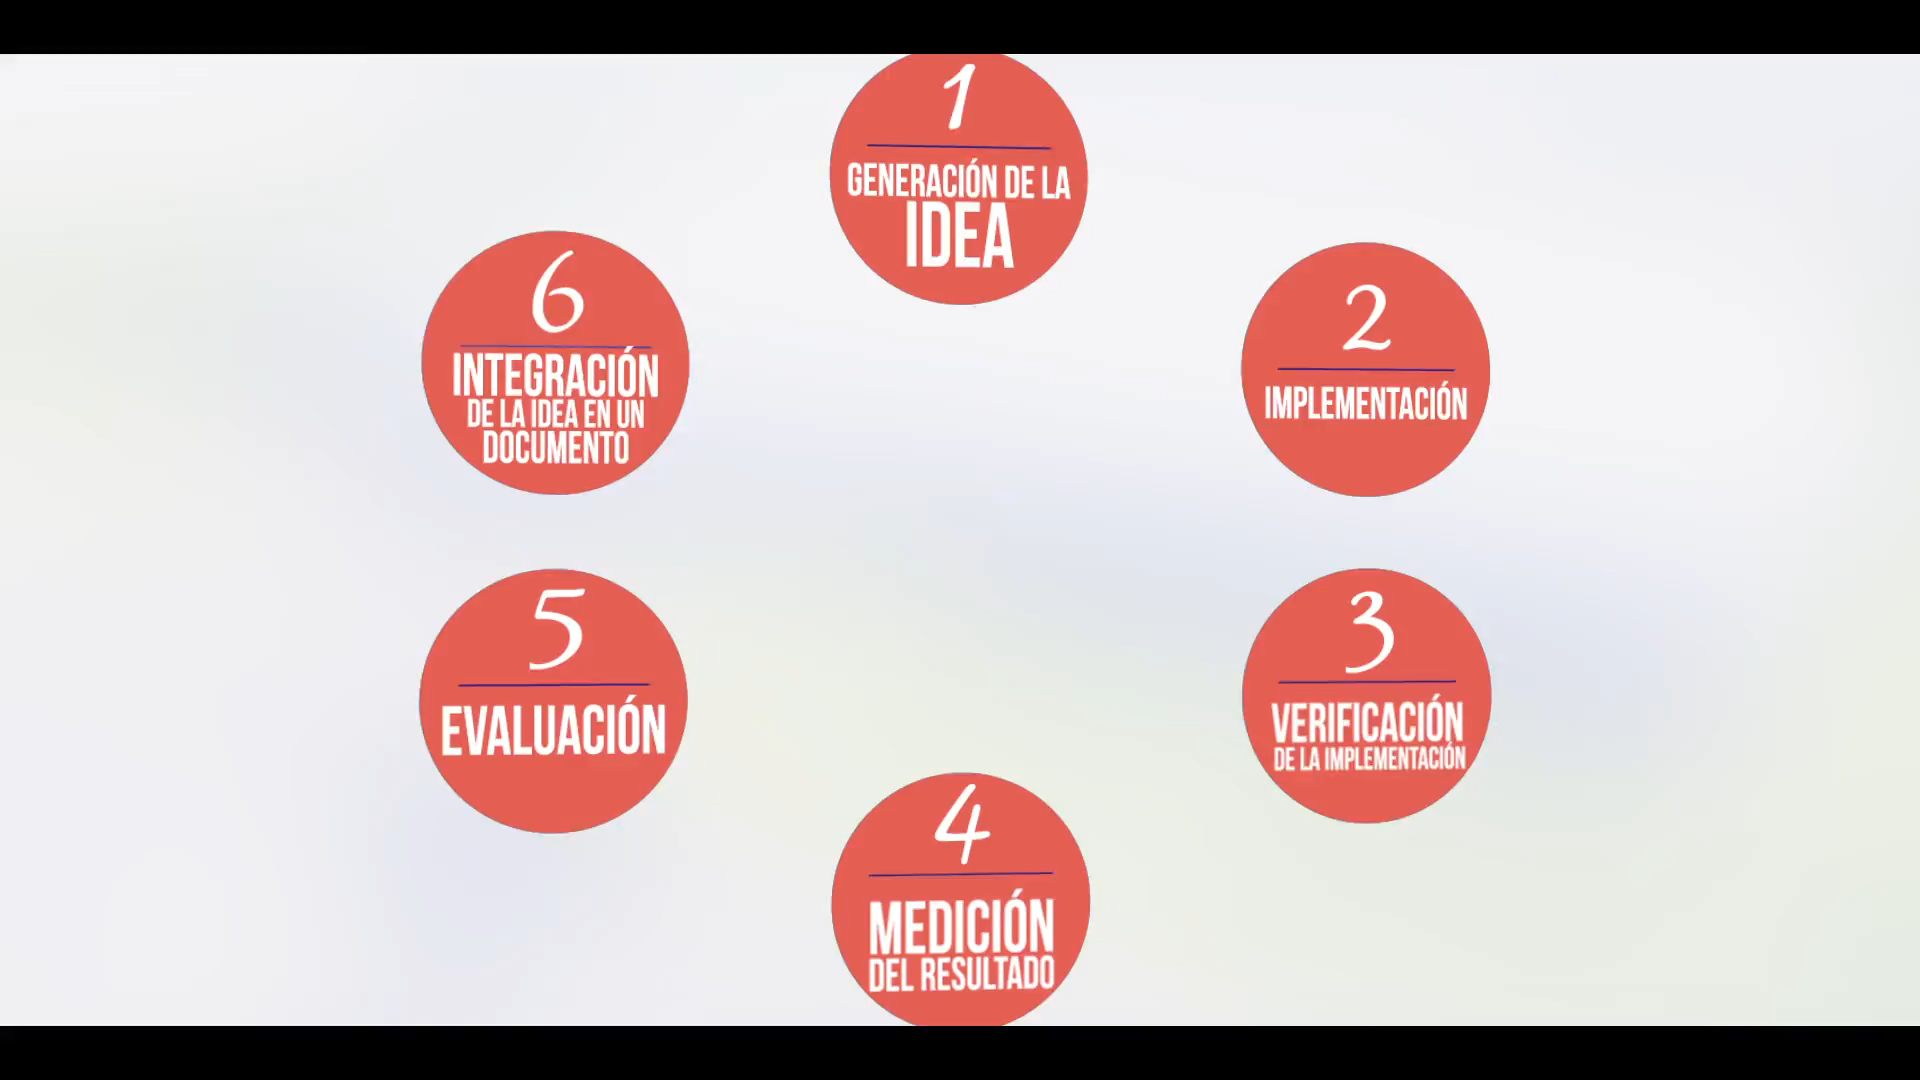 1
GENERACIÓN DE LA
IDEA
2
IMPLEMENTACIÓN
3
VERIFICACIÓN
DE LA IMPLEMENTACIÓN
4
MEDICIÓN
DEL RESULTADO
5
EVALUACIÓN
6
INTEGRACIÓN
DE LA IDEA EN UN
DOCUMENTO